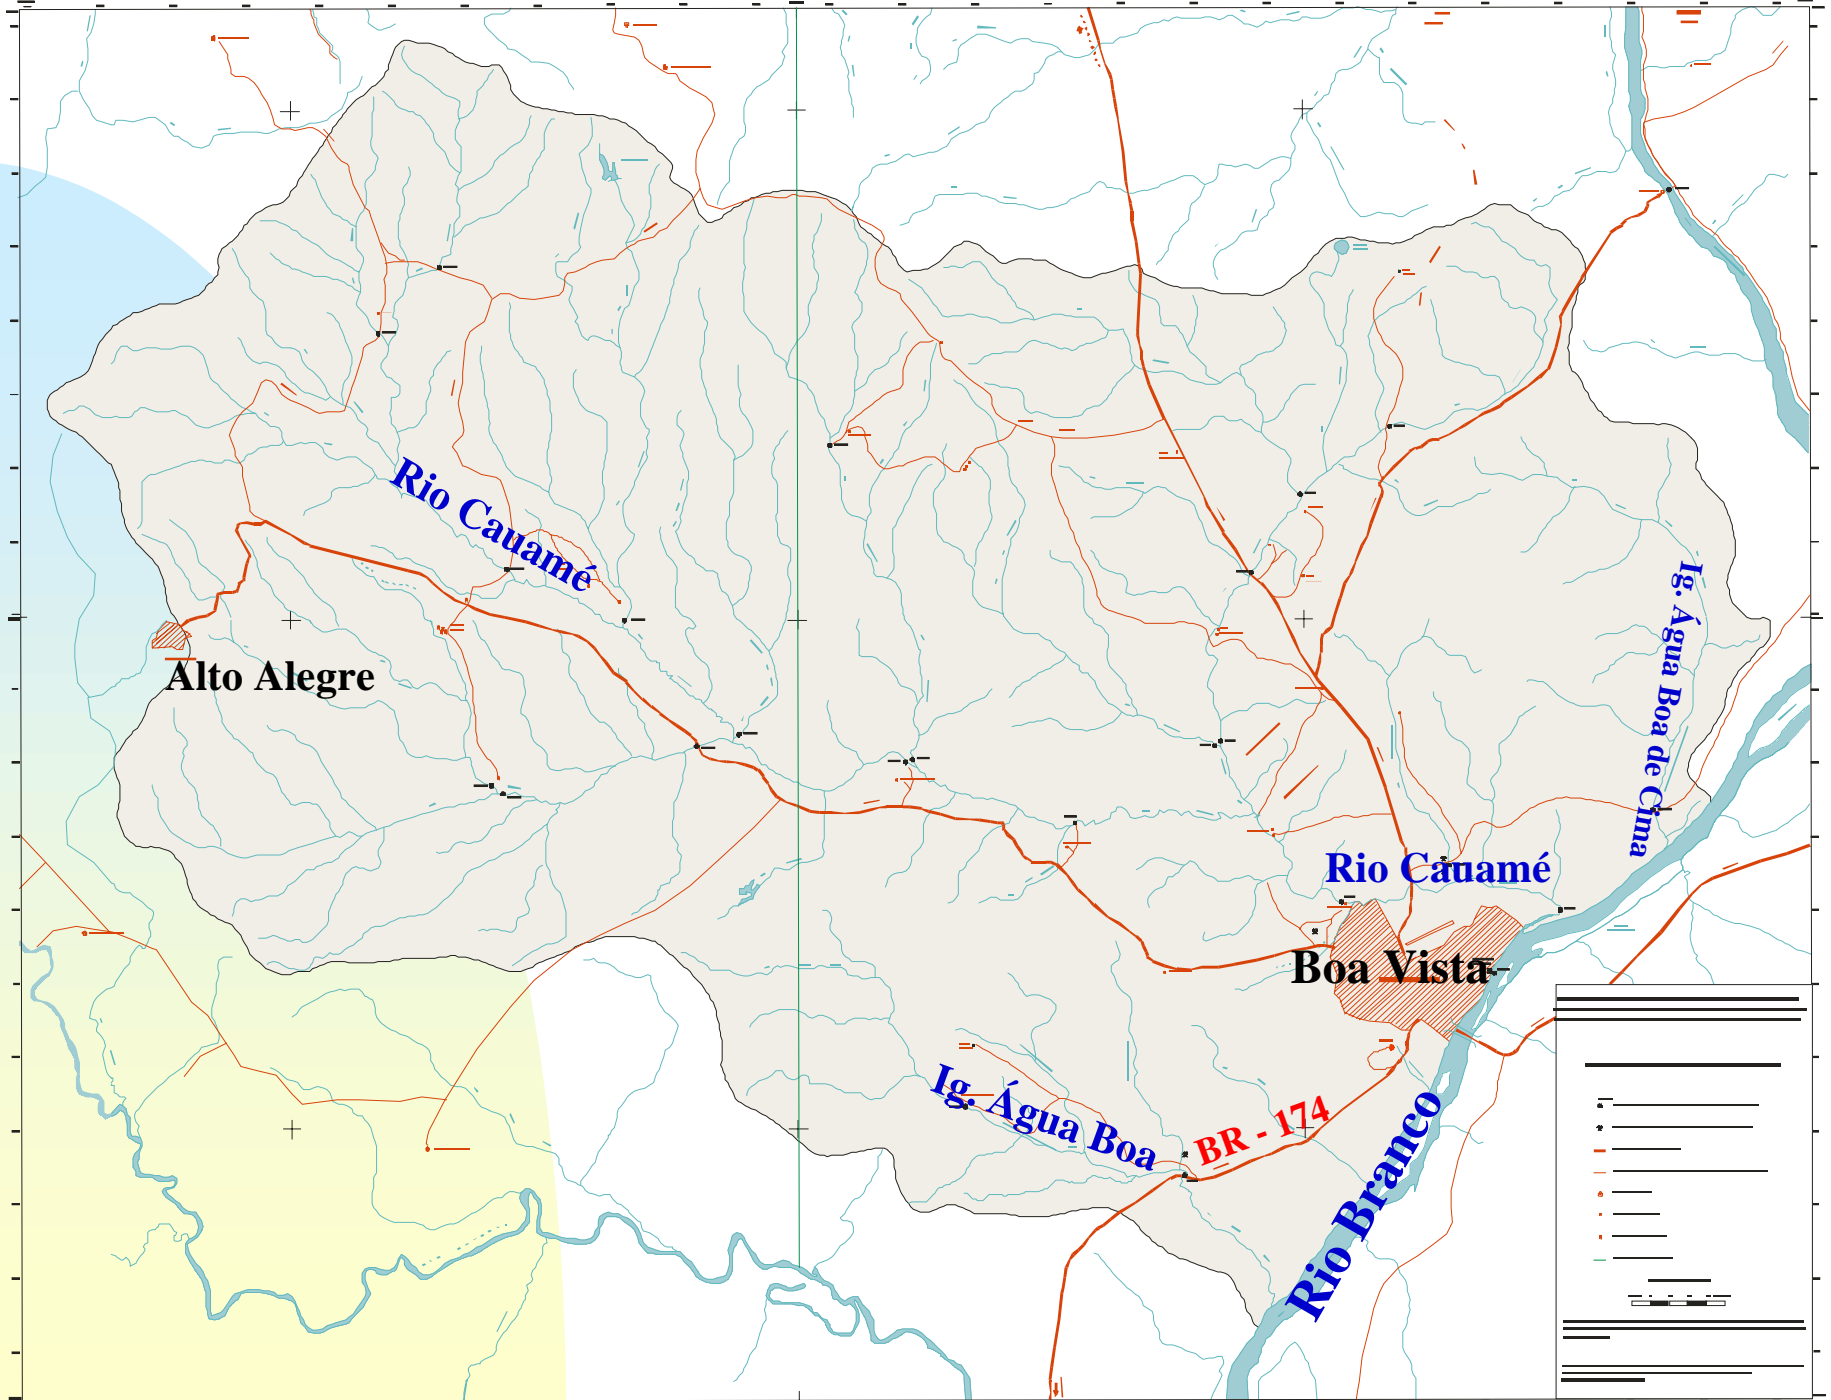 Rio Cauamé
Ig. Água Boa de Cima
Alto Alegre
Rio Cauamé
Boa Vista
Ig. Água Boa
BR - 174
Rio Branco